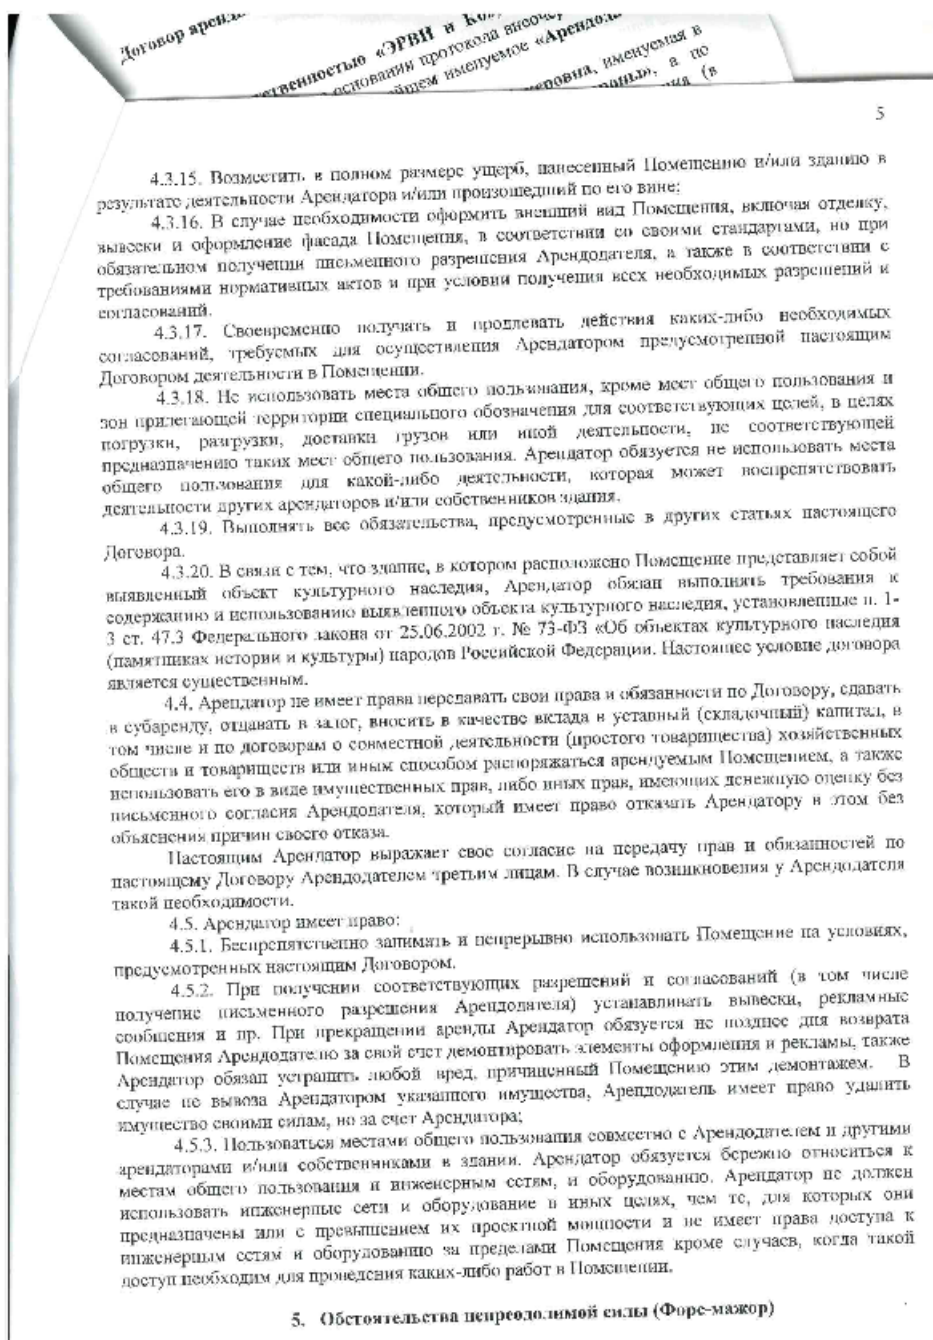 Договор аренд
ственностью «ЭРВИ и Ко»,
основании протокола внеочер
ейшем именуемое «Арендода
керовна, именуемая в
ороны», а по
ния (в
5
4.3.15. Возместить в полном размере ущерб, нанесенный Помещению и/или зданию в
результате деятельности Арендатора и/или произошедший по его вине;
4.3.16. В случае необходимости оформить внешний вид Помещения, включая отделку,
вывески и оформление фасада Помещения, в соответствии со своими стандартами, но при
обязательном получении письменного разрешения Арендодателя, а также в соответствии с
требованиями нормативных актов и при условии получения всех необходимых разрешений и
согласований.
4.3.17. Своевременно получать и продлевать действия каких-либо необходимых
согласований, требуемых для осуществления Арендатором предусмотренной настоящим
Договором деятельности в Помещении.
4.3.18. Не использовать места общего пользования, кроме мест общего пользования и
зон прилегающей территории специального обозначения для соответствующих целей, в целях
погрузки, разгрузки, доставки грузов или иной деятельности, не соответствующей
предназначению таких мест общего пользования. Арендатор обязуется не использовать места
общего пользования для какой-либо деятельности, которая может воспрепятствовать
деятельности других арендаторов и/или собственников здания.
4.3.19. Выполнять все обязательства, предусмотренные в других статьях настоящего
Договора.
4.3.20. В связи с тем, что здание, в котором расположено Помещение представляет собой
выявленный объект культурного наследия, Арендатор обязан выполнять требования к
содержанию и использованию выявленного объекта культурного наследия, установленные п. 1-
3 ст. 47.3 Федерального закона от 25.06.2002 г. № 73-ФЗ «Об объектах культурного наследия
(памятниках истории и культуры) народов Российской Федерации. Настоящее условие договора
является существенным.
4.4. Арендатор не имеет права передавать свои права и обязанности по Договору, сдавать
в субаренду, отдавать в залог, вносить в качестве вклада в уставный (складочный) капитал, в
том числе и по договорам о совместной деятельности (простого товарищества) хозяйственных
обществ и товариществ или иным способом распоряжаться арендуемым Помещением, а также
использовать его в виде имущественных прав, либо иных прав, имеющих денежную оценку без
письменного согласия Арендодателя, который имеет право отказать Арендатору в этом без
объяснения причин своего отказа.
Настоящим Арендатор выражает свое согласие на передачу прав и обязанностей по
настоящему Договору Арендодателем третьим лицам. В случае возникновения у Арендодателя
такой необходимости.
4.5. Арендатор имеет право:
4.5.1. Беспрепятственно занимать и непрерывно использовать Помещение на условиях,
предусмотренных настоящим Договором.
4.5.2. При получении соответствующих разрешений и согласований (в том числе
получение письменного разрешения Арендодателя) устанавливать вывески, рекламные
сообщения и пр. При прекращении аренды Арендатор обязуется не позднее дня возврата
Помещения Арендодателю за свой счет демонтировать элементы оформления и рекламы, также
Арендатор обязан устранить любой вред, причиненный Помещению этим демонтажем. В
случае не вывоза Арендатором указанного имущества, Арендодатель имеет право удалить
имущество своими силам, но за счет Арендатора;
4.5.3. Пользоваться местами общего пользования совместно с Арендодателем и другими
арендаторами и/или собственниками в здании. Арендатор обязуется бережно относиться к
местам общего пользования и инженерным сетям, и оборудованию. Арендатор не должен
использовать инженерные сети и оборудование в иных целях, чем те, для которых они
предназначены или с превышением их проектной мощности и не имеет права доступа к
инженерным сетям и оборудованию за пределами Помещения кроме случаев, когда такой
доступ необходим для проведения каких-либо работ в Помещении.
5. Обстоятельства непреодолимой силы (Форс-мажор)